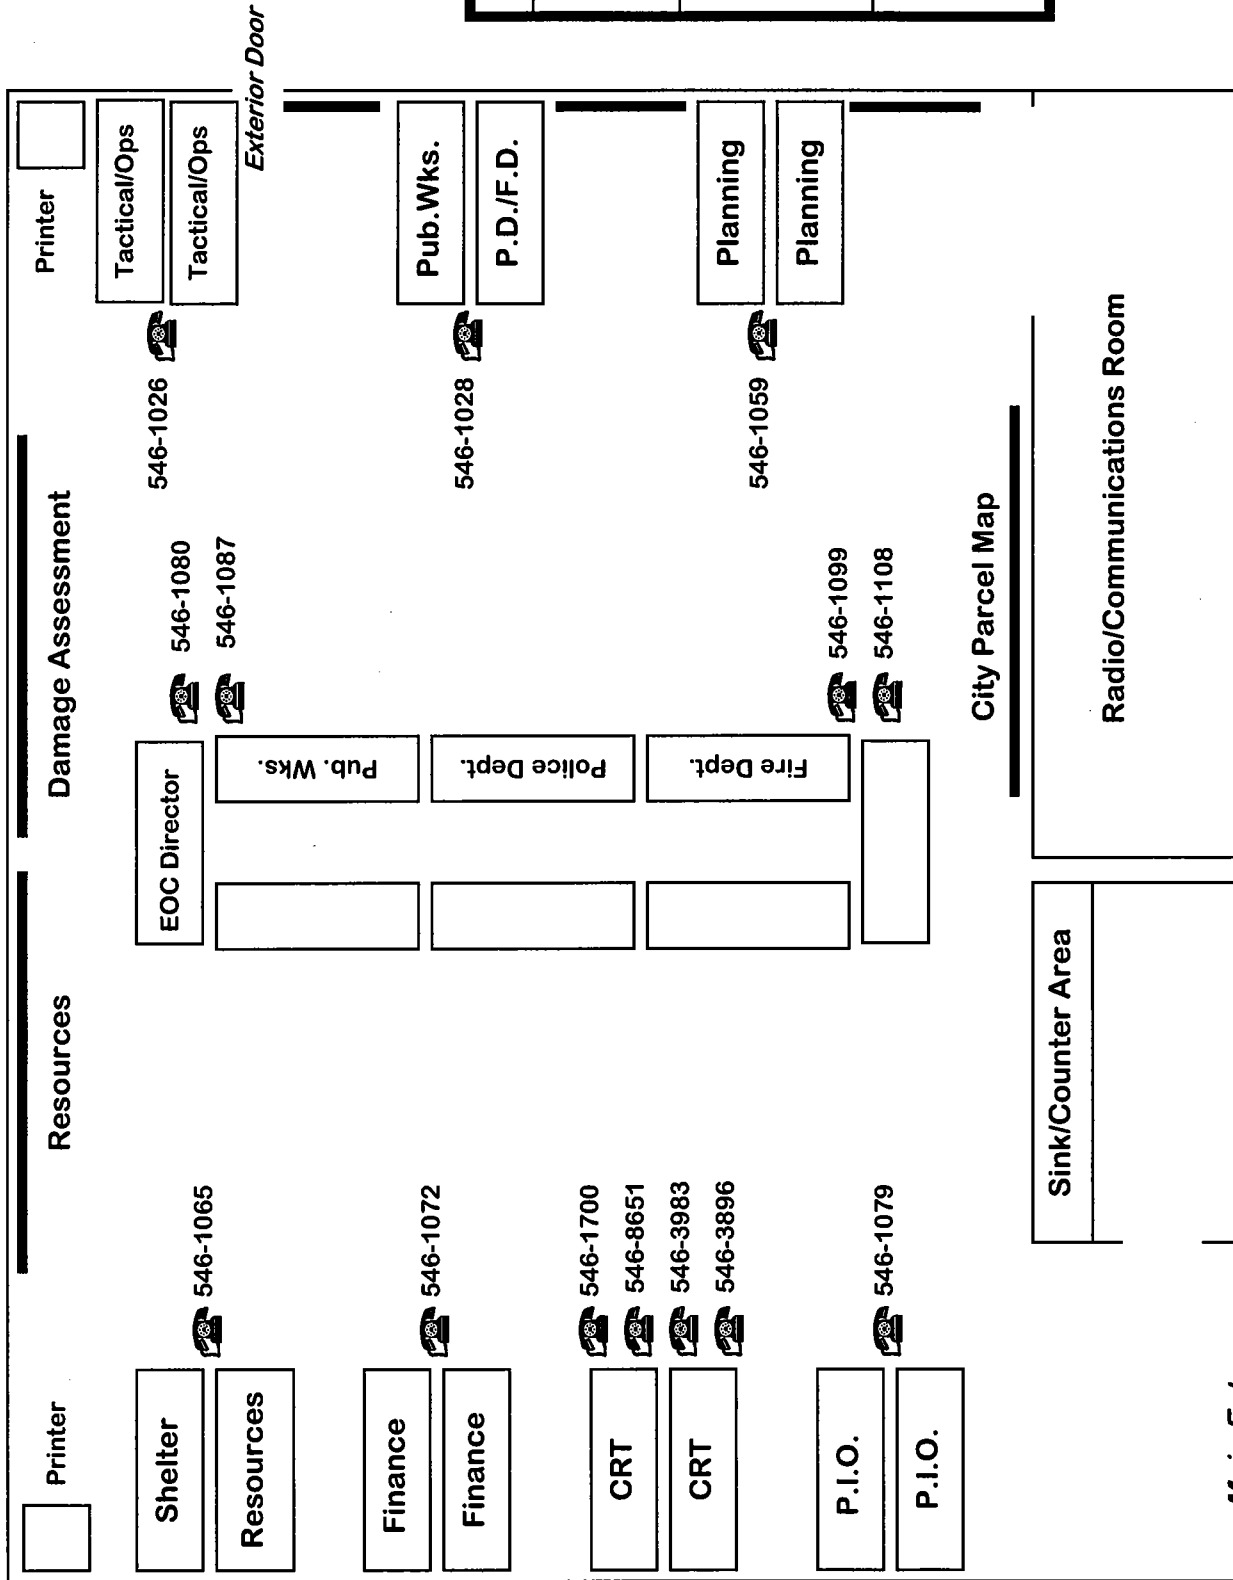 Printer
Resources
Damage Assessment
Printer
Shelter
Resources
546-1065
EOC Director
546-1080
546-1087
546-1026
Tactical/Ops
Tactical/Ops
Exterior Door
Finance
Finance
546-1072
Pub. Wks.
Police Dept.
Fire Dept.
546-1028
Pub.Wks.
P.D./F.D.
CRT
CRT
546-1700
546-8651
546-3983
546-3896
546-1059
Planning
Planning
P.I.O.
P.I.O.
546-1079
546-1099
546-1108
City Parcel Map
Sink/Counter Area
Radio/Communications Room